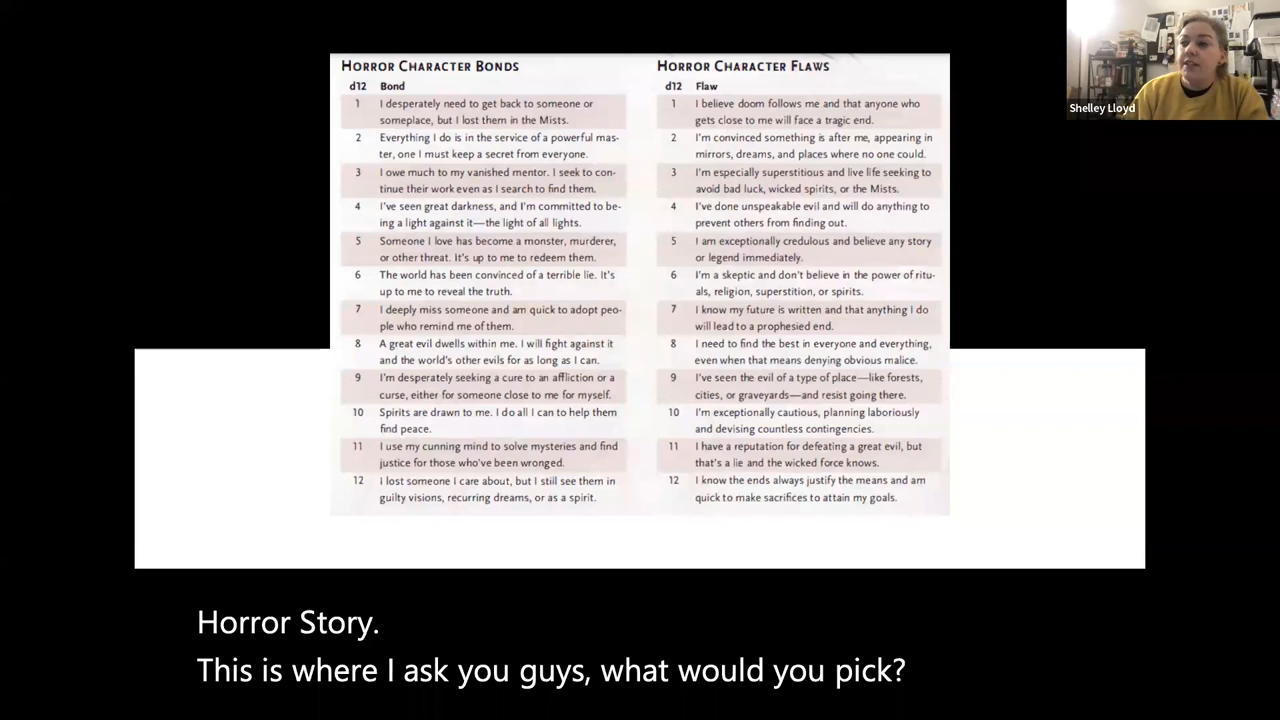 HORROR CHARACTER BONDS
d12 Bond
1 I desperately need to get back to someone or
someplace, but I lost them in the Mists.
2 Everything I do is in the service of a powerful mas-
ter, one I must keep a secret from everyone.
3 I owe much to my vanished mentor. I seek to con-
tinue their work even as I search to find them.
4 I've seen great darkness, and I'm committed to be-
ing a light against it—the light of all lights.
5 Someone I love has become a monster, murderer,
or other threat. It's up to me to redeem them.
6 The world has been convinced of a terrible lie. It's
up to me to reveal the truth.
7 I deeply miss someone and am quick to adopt peo-
ple who remind me of them.
8 A great evil dwells within me. I will fight against it
and the world's other evils for as long as I can.
9 I'm desperately seeking a cure to an affliction or a
curse, either for someone close to me for myself.
10 Spirits are drawn to me. I do all I can to help them
find peace.
11 I use my cunning mind to solve mysteries and find
justice for those who've been wronged.
12 I lost someone I care about, but I still see them in
guilty visions, recurring dreams, or as a spirit.
HORROR CHARACTER FLAWS
d12 Flaw
1 I believe doom follows me and that anyone who
gets close to me will face a tragic end.
2 I'm convinced something is after me, appearing in
mirrors, dreams, and places where no one could.
3 I'm especially superstitious and live life seeking to
avoid bad luck, wicked spirits, or the Mists.
4 I've done unspeakable evil and will do anything to
prevent others from finding out.
5 I am exceptionally credulous and believe any story
or legend immediately.
6 I'm a skeptic and don't believe in the power of ritu-
als, religion, superstition, or spirits.
7 I know my future is written and that anything I do
will lead to a prophesied end.
8 I need to find the best in everyone and everything,
even when that means denying obvious malice.
9 I've seen the evil of a type of place—like forests,
cities, or graveyards—and resist going there.
10 I'm exceptionally cautious, planning laboriously
and devising countless contingencies.
11 I have a reputation for defeating a great evil, but
that's a lie and the wicked force knows.
12 I know the ends always justify the means and am
quick to make sacrifices to attain my goals.
Shelley Lloyd
Horror Story.
This is where I ask you guys, what would you pick?